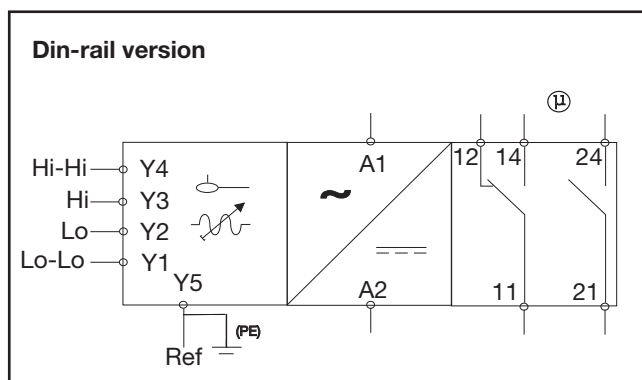 Din-rail version
µ
A1
12 14 24
Hi-Hi Y4
Hi Y3
~
Lo Y2
Lo-Lo Y1
Y5
A2
11 21
(PE)
Ref